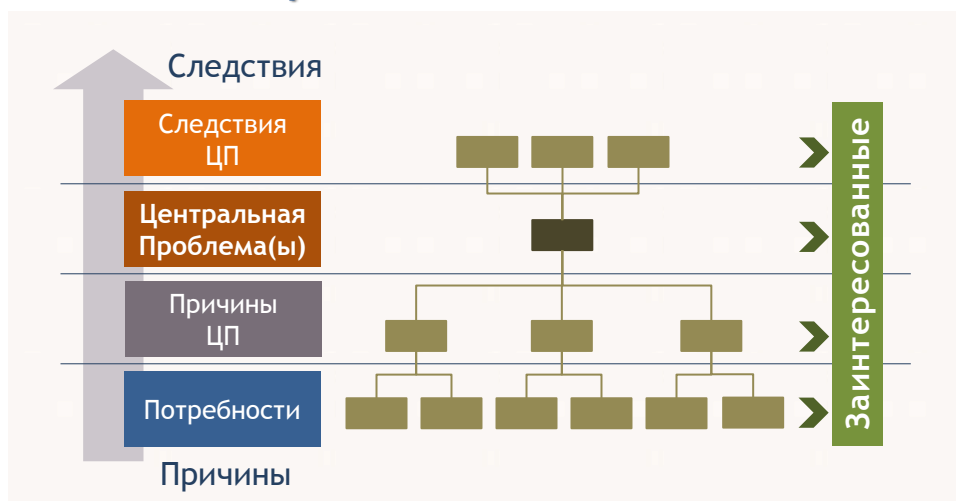 Следствия
Следствия
ЦП
Центральная
Проблема(ы)
Причины
ЦП
Потребности
Причины
Заинтересованные